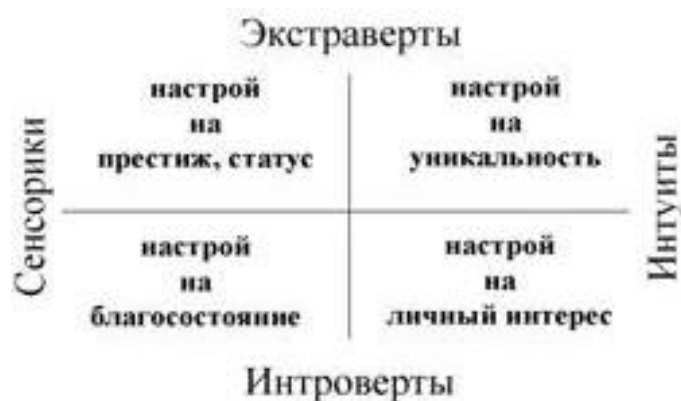 Экстраверты
настрой
на
престиж, статус
настрой
на
уникальность
Сенсорики
Интуиты
настрой
на
благосостояние
настрой
на
личный интерес
Интроверты